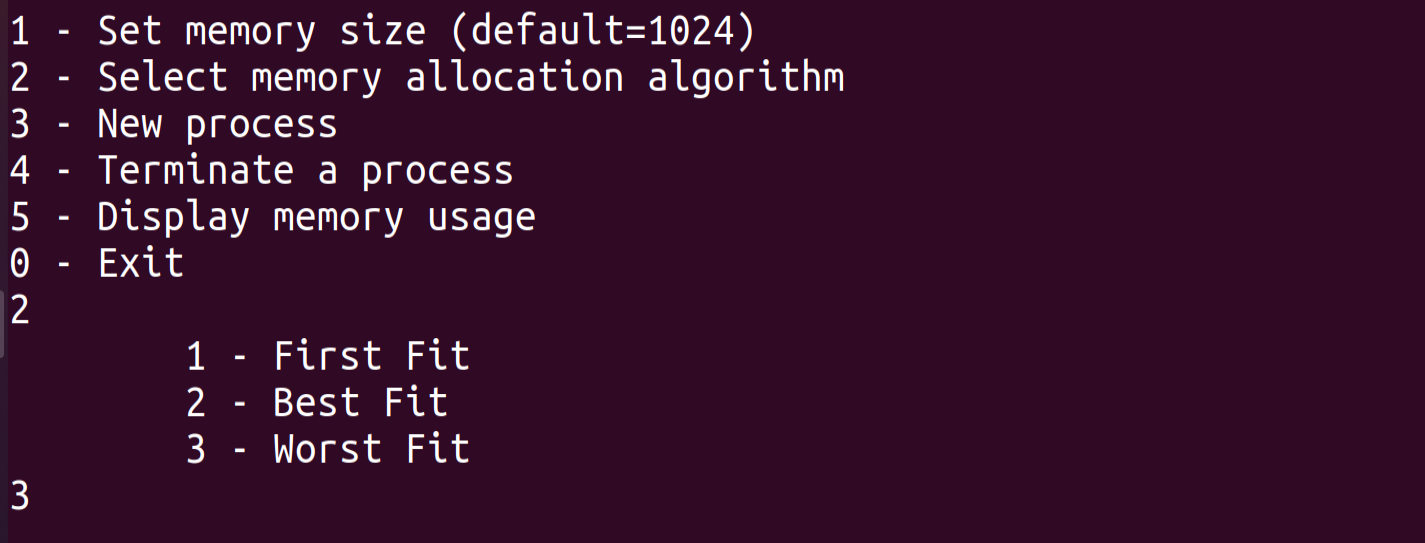 1 - Set memory size (default=1024)
2 - Select memory allocation algorithm
3 - New process
4 - Terminate a process
5 - Display memory usage
0 - Exit
2
1 - First Fit
2 - Best Fit
3 - Worst Fit
3